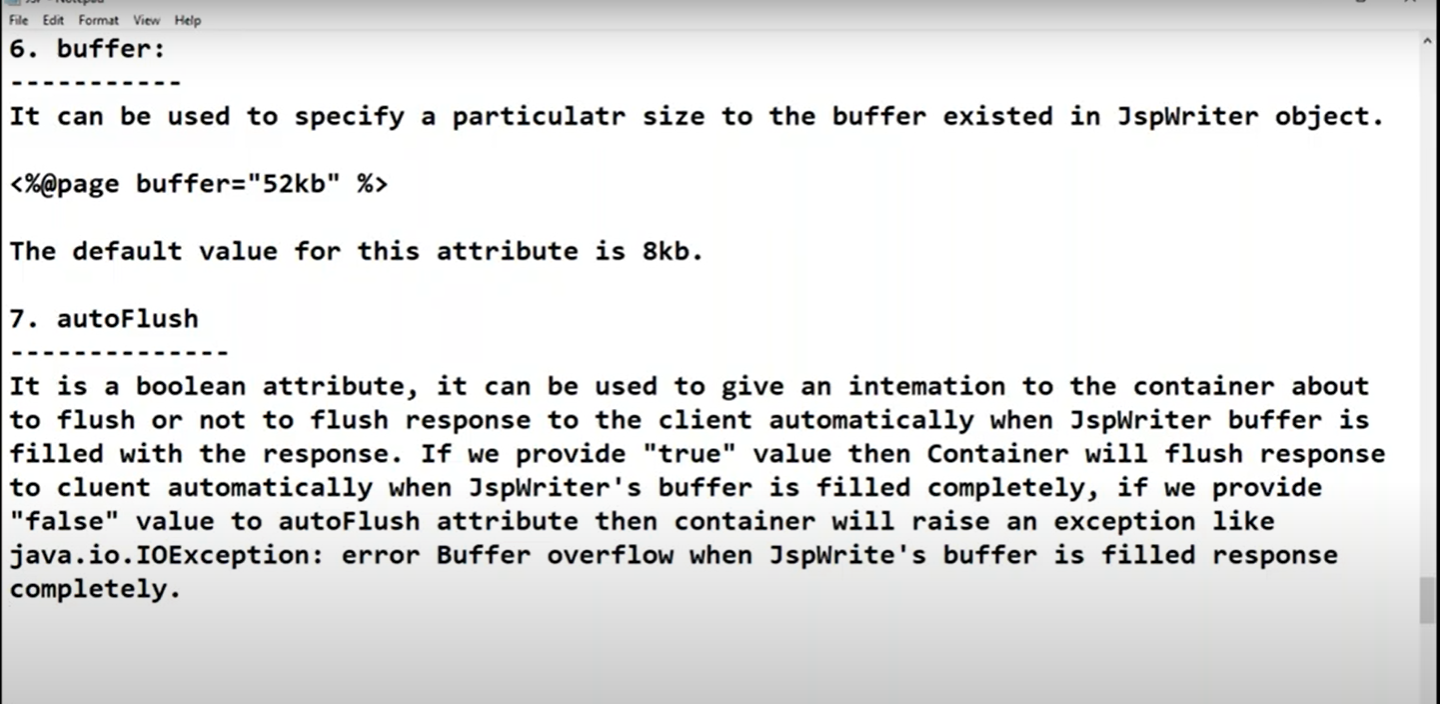 File Edit Format View Help
6. buffer:
-----------
It can be used to specify a particulatr size to the buffer existed in JspWriter object.
<%@page buffer="52kb" %>
The default value for this attribute is 8kb.
7. autoFlush
--------------
It is a boolean attribute, it can be used to give an intemation to the container about
to flush or not to flush response to the client automatically when JspWriter buffer is
filled with the response. If we provide "true" value then Container will flush response
to cluent automatically when JspWriter's buffer is filled completely, if we provide
"false" value to autoFlush attribute then container will raise an exception like
java.io.IOException: error Buffer overflow when JspWrite's buffer is filled response
completely.